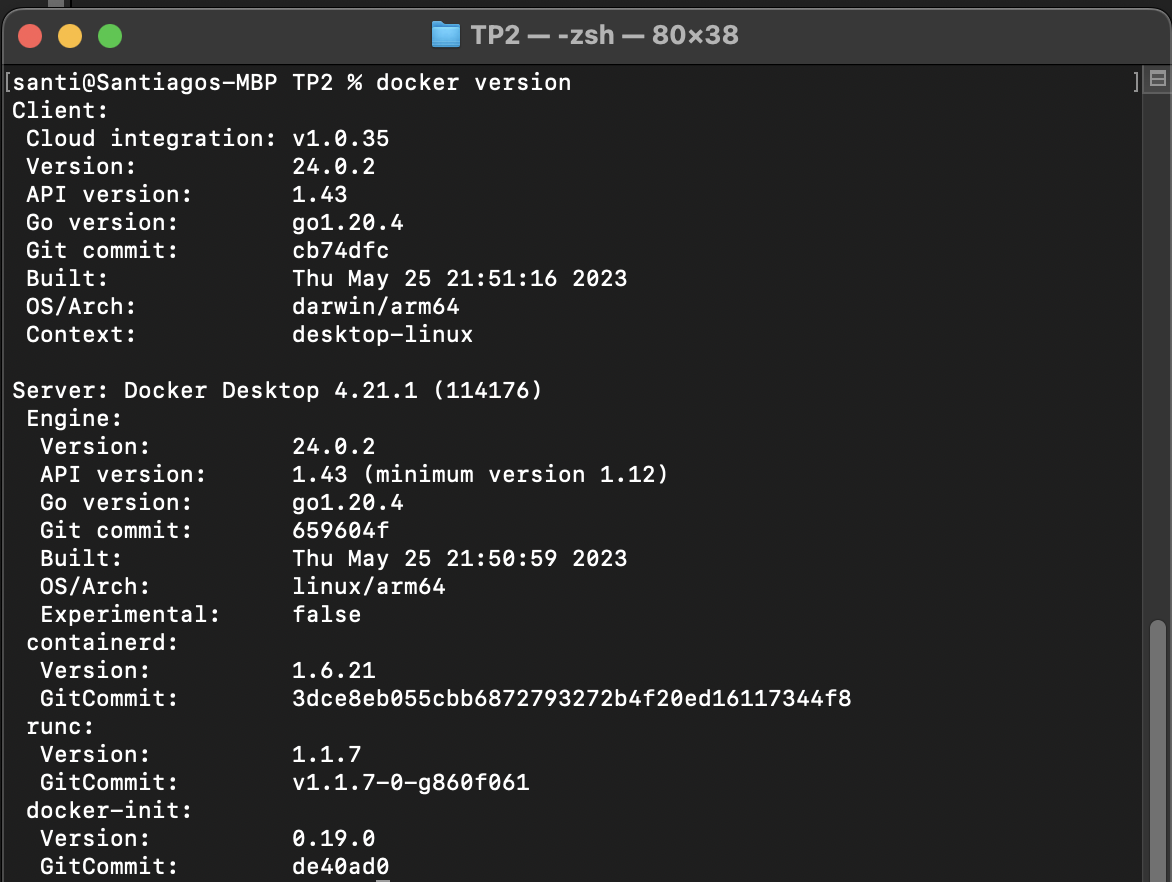 TP2 — -zsh — 80×38
[santi@Santiagos-MBP TP2 % docker version ]
Client:
 Cloud integration: v1.0.35
 Version:           24.0.2
 API version:       1.43
 Go version:        go1.20.4
 Git commit:        cb74dfc
 Built:             Thu May 25 21:51:16 2023
 OS/Arch:           darwin/arm64
 Context:           desktop-linux

Server: Docker Desktop 4.21.1 (114176)
 Engine:
  Version:          24.0.2
  API version:      1.43 (minimum version 1.12)
  Go version:       go1.20.4
  Git commit:       659604f
  Built:            Thu May 25 21:50:59 2023
  OS/Arch:          linux/arm64
  Experimental:     false
 containerd:
  Version:          1.6.21
  GitCommit:        3dce8eb055cbb6872793272b4f20ed16117344f8
 runc:
  Version:          1.1.7
  GitCommit:        v1.1.7-0-g860f061
 docker-init:
  Version:          0.19.0
  GitCommit:        de40ad0